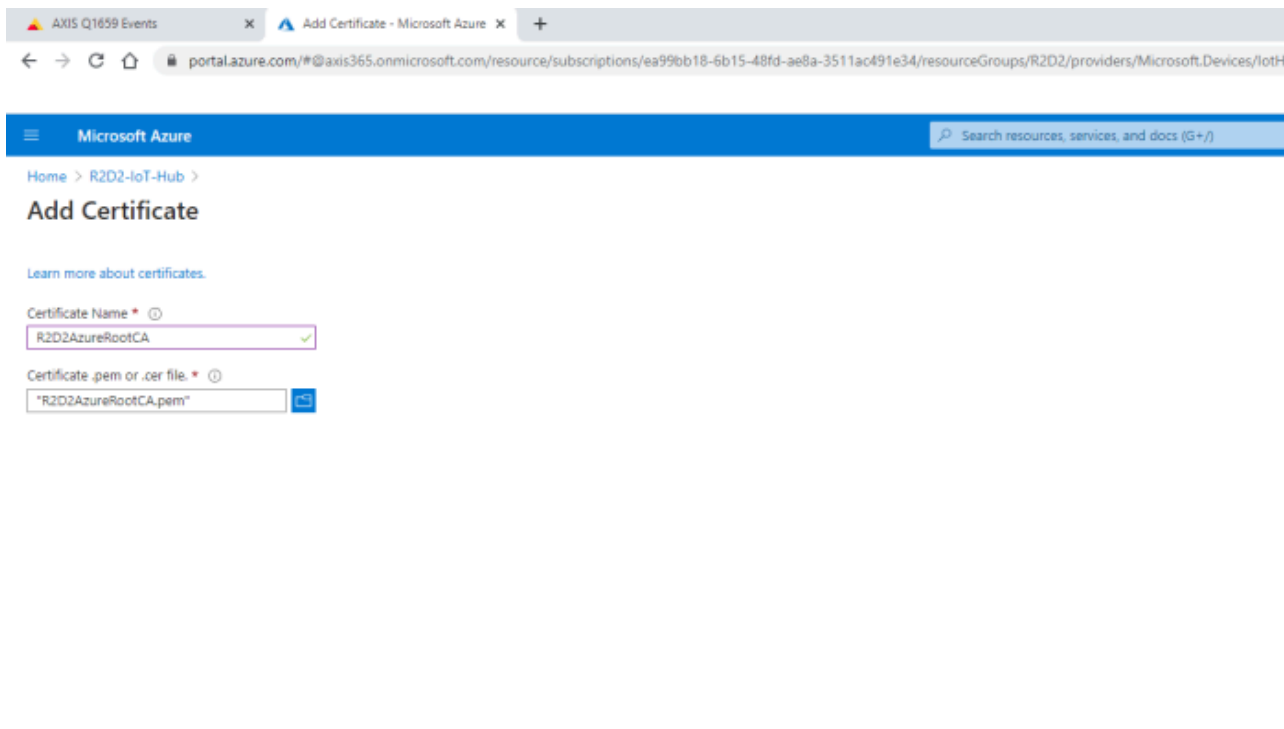 AXIS Q1659 Events
Add Certificate - Microsoft Azure
portal.azure.com/#@axis365.onmicrosoft.com/resource/subscriptions/ea99bb18-6b15-48fd-ae8a-3511ac491e34/resourceGroups/R2D2/providers/Microsoft.Devices/IotH
Microsoft Azure
Search resources, services, and docs (G+/)
Home > R2D2-IoT-Hub >
Add Certificate
Learn more about certificates.
Certificate Name *
R2D2AzureRootCA
Certificate .pem or .cer file. *
"R2D2AzureRootCA.pem"